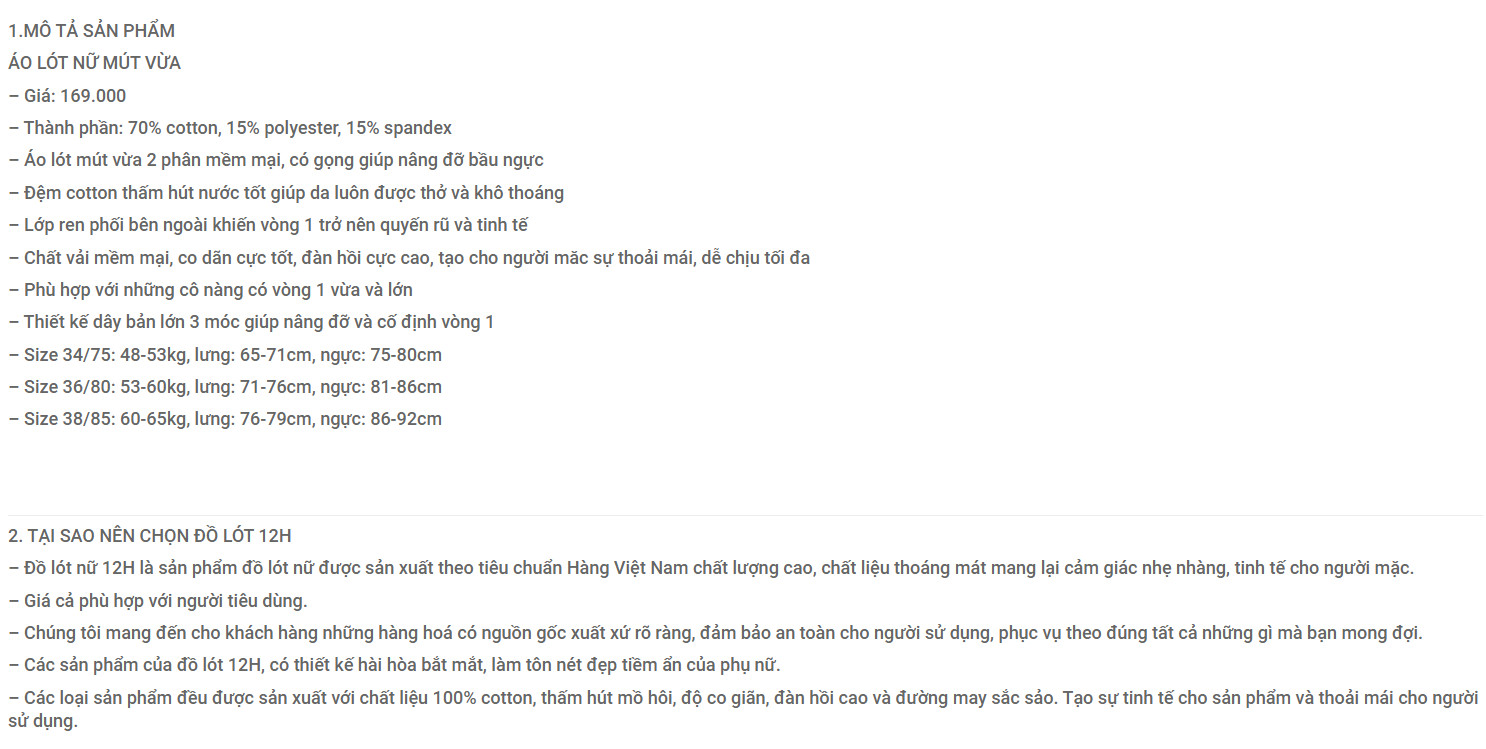 1.MÔ TẢ SẢN PHẨM
ÁO LÓT NỮ MÚT VỪA
– Giá: 169.000
– Thành phần: 70% cotton, 15% polyester, 15% spandex
– Áo lót mút vừa 2 phân mềm mại, có gọng giúp nâng đỡ bầu ngực
– Đệm cotton thấm hút nước tốt giúp da luôn được thở và khô thoáng
– Lớp ren phối bên ngoài khiến vòng 1 trở nên quyến rũ và tinh tế
– Chất vải mềm mại, co dãn cực tốt, đàn hồi cực cao, tạo cho người măc sự thoải mái, dễ chịu tối đa
– Phù hợp với những cô nàng có vòng 1 vừa và lớn
– Thiết kế dây bản lớn 3 móc giúp nâng đỡ và cố định vòng 1
– Size 34/75: 48-53kg, lưng: 65-71cm, ngực: 75-80cm
– Size 36/80: 53-60kg, lưng: 71-76cm, ngực: 81-86cm
– Size 38/85: 60-65kg, lưng: 76-79cm, ngực: 86-92cm
2. TẠI SAO NÊN CHỌN ĐỒ LÓT 12H
– Đồ lót nữ 12H là sản phẩm đồ lót nữ được sản xuất theo tiêu chuẩn Hàng Việt Nam chất lượng cao, chất liệu thoáng mát mang lại cảm giác nhẹ nhàng, tinh tế cho người mặc.
– Giá cả phù hợp với người tiêu dùng.
– Chúng tôi mang đến cho khách hàng những hàng hoá có nguồn gốc xuất xứ rõ ràng, đảm bảo an toàn cho người sử dụng, phục vụ theo đúng tất cả những gì mà bạn mong đợi.
– Các sản phẩm của đồ lót 12H, có thiết kế hài hòa bắt mắt, làm tôn nét đẹp tiềm ẩn của phụ nữ.
– Các loại sản phẩm đều được sản xuất với chất liệu 100% cotton, thấm hút mồ hôi, độ co giãn, đàn hồi cao và đường may sắc sảo. Tạo sự tinh tế cho sản phẩm và thoải mái cho người
sử dụng.